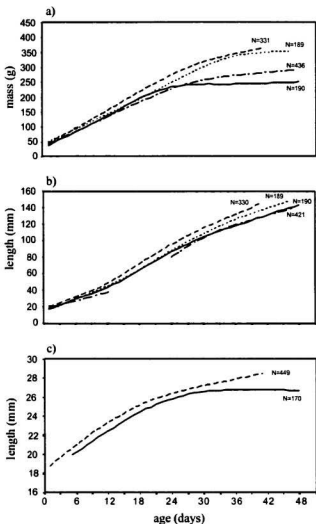 a)
450
400
350
300
250
200
150
100
50
0
mass (g)
N=331
N=189
N=436
N=190
b)
160
140
120
100
80
60
40
20
0
length (mm)
N=189
N=330
N=190
N=421
c)
28
26
24
22
20
18
16
length (mm)
N=449
N=170
0 6 12 18 24 30 36 42 48
age (days)